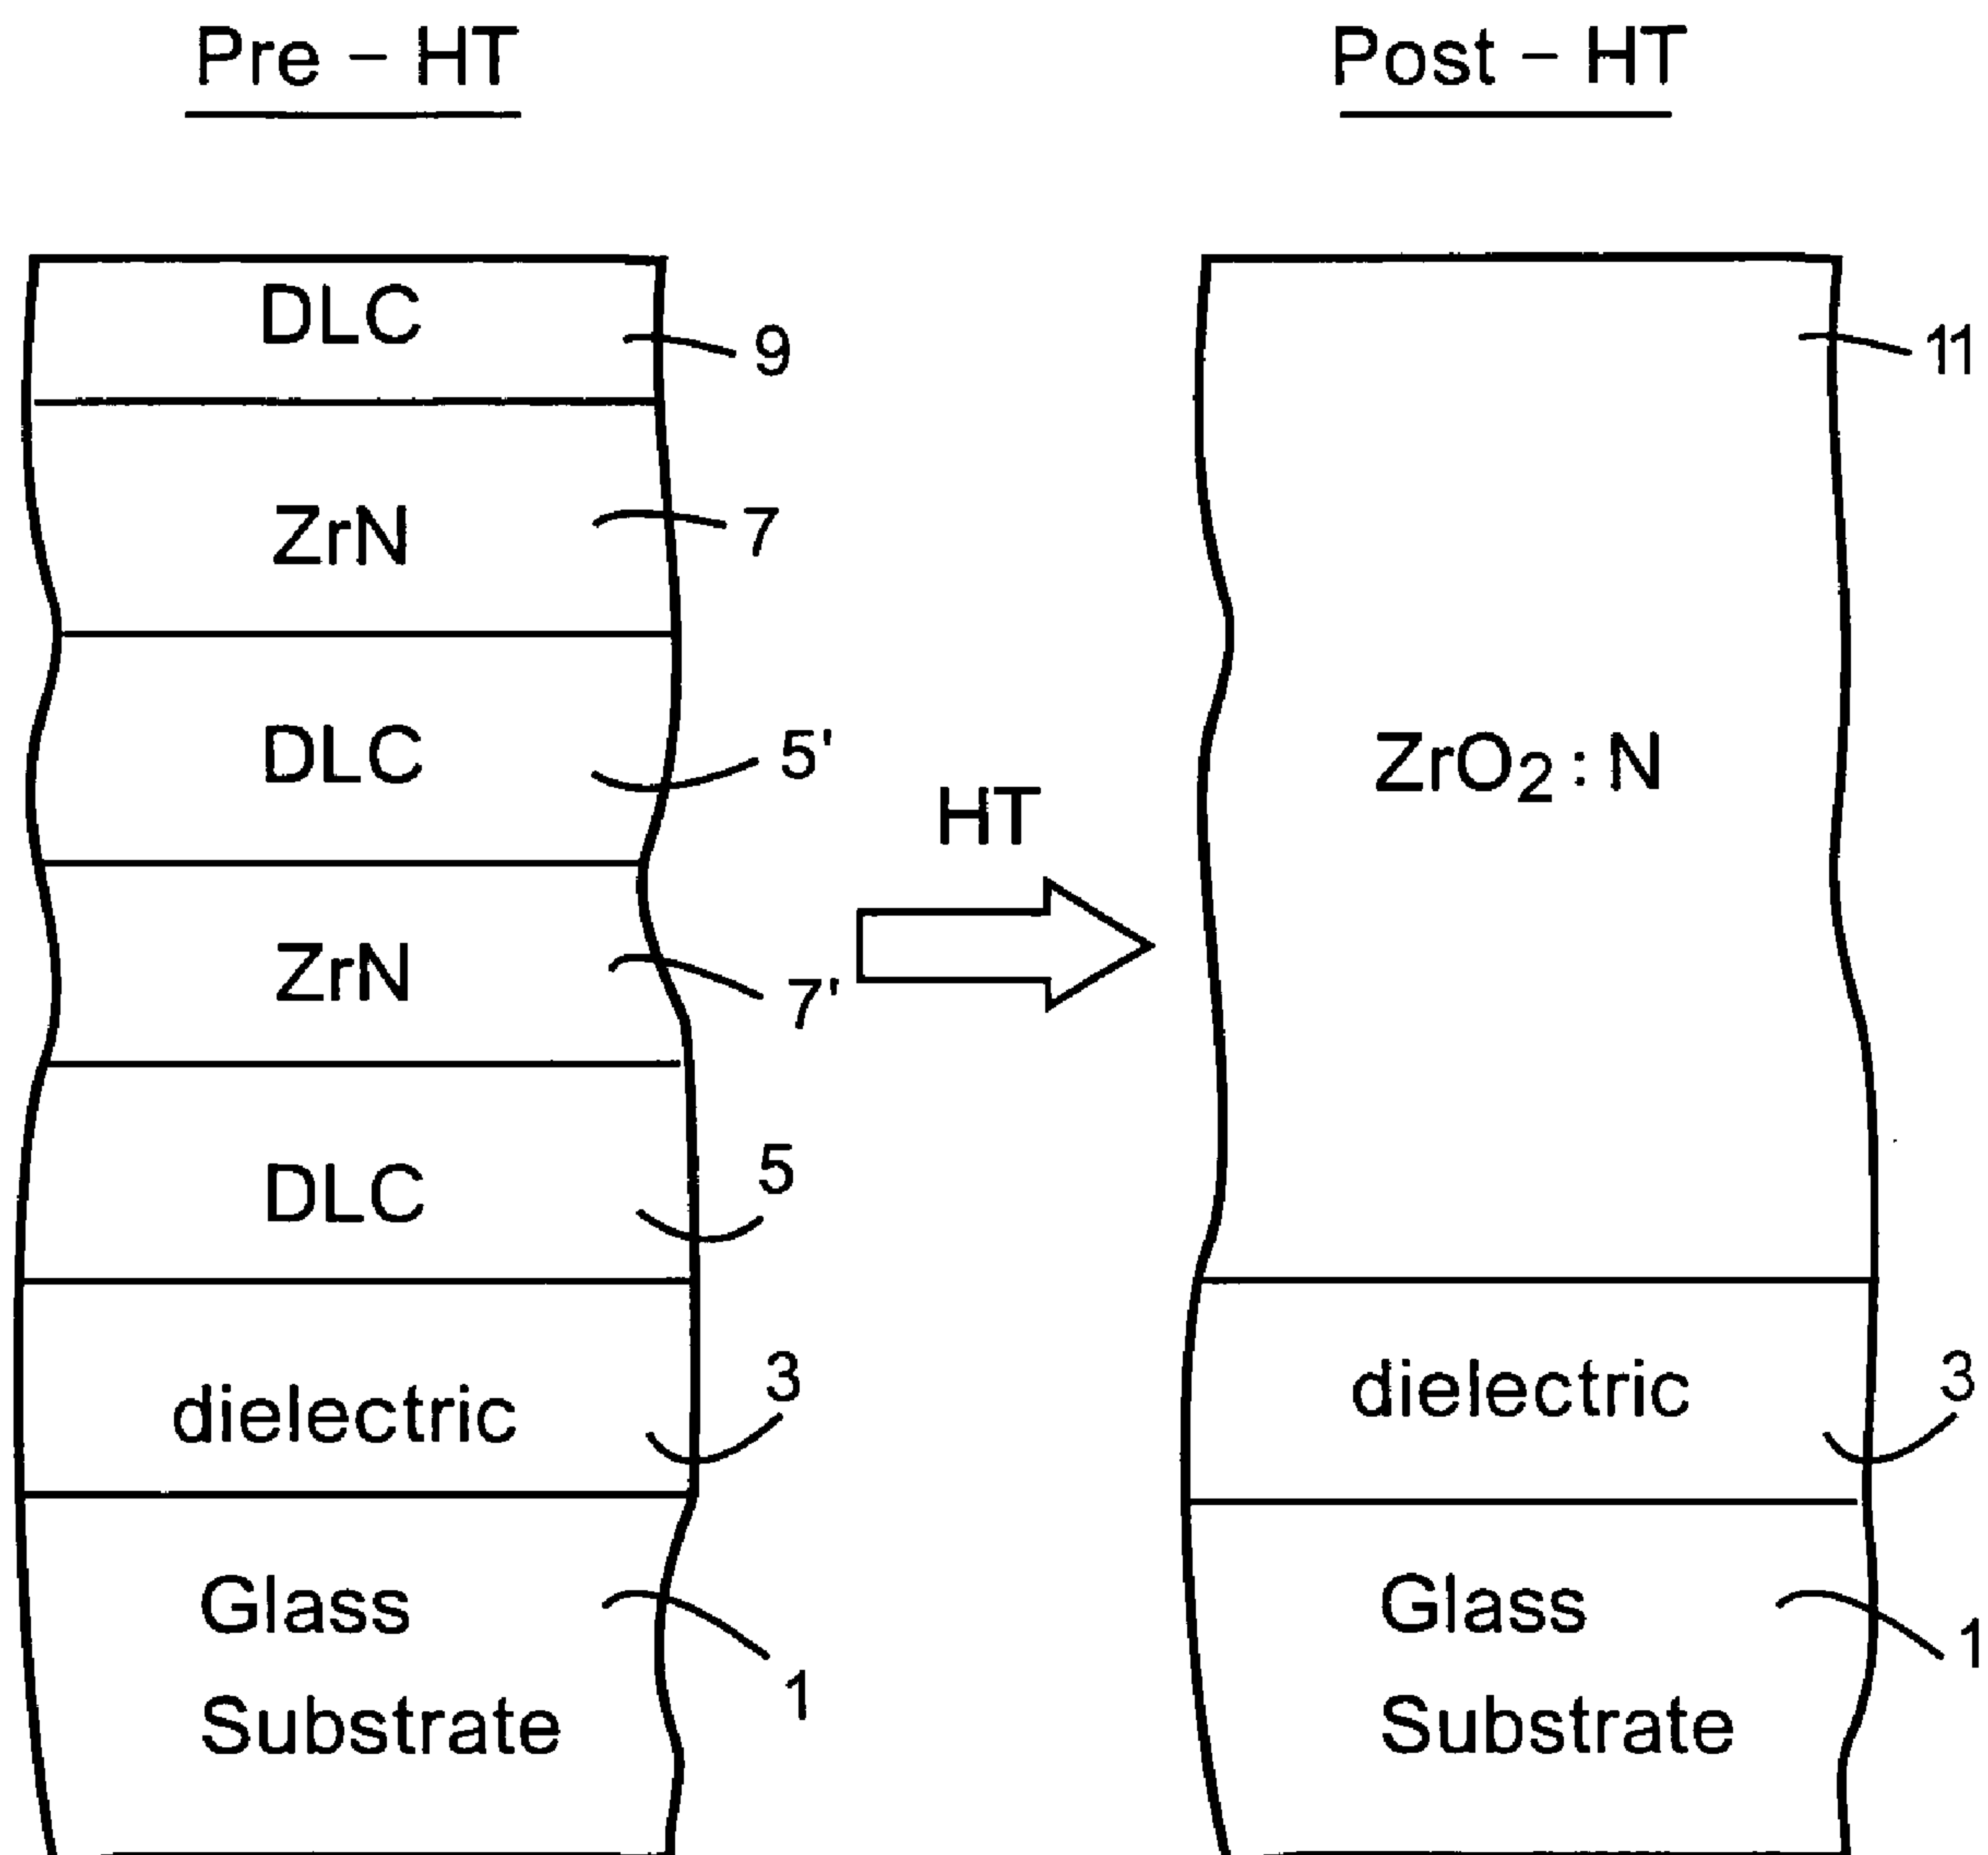 Pre – HT
DLC
9
ZrN
7
DLC
5'
ZrN
7'
DLC
5
dielectric
3
Glass
Substrate
1
HT
Post – HT
11
ZrO₂ : N
dielectric
3
Glass
Substrate
1